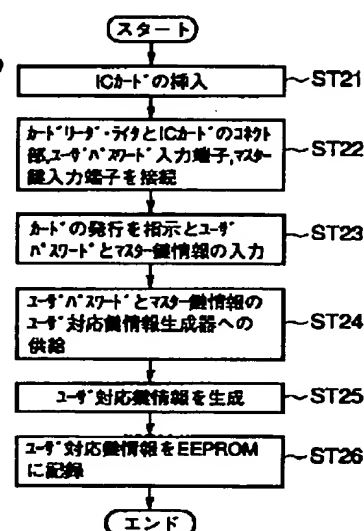 スタート
ICカードの挿入
ST21
カードリーダ・ライタとICカードのコネクト
部,ユーザパスワード入力端子,マスター
鍵入力端子を接続
ST22
カードの発行を指示とユーザ
パスワードとマスター鍵情報の入力
ST23
ユーザパスワードとマスター鍵情報の
ユーザ対応鍵情報生成器への
供給
ST24
ユーザ対応鍵情報を生成
ST25
ユーザ対応鍵情報をEEPROM
に記録
ST26
エンド